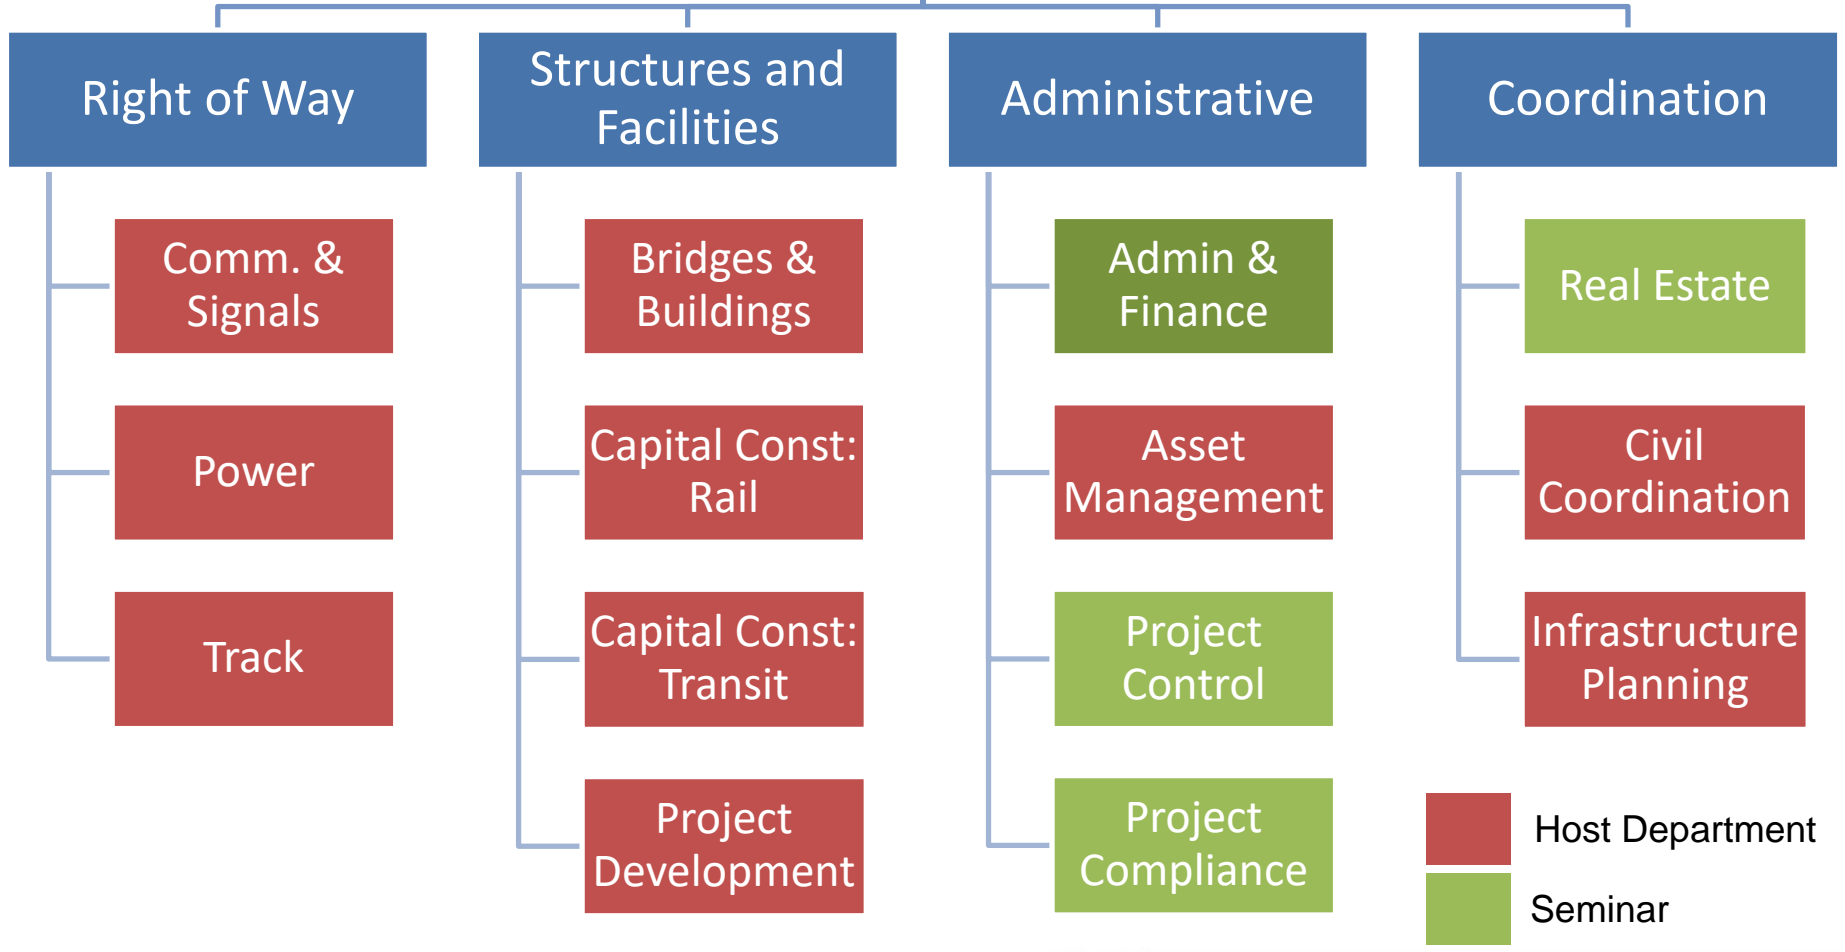 Right of Way
Structures and
Facilities
Administrative
Coordination
Comm. &
Signals
Power
Track
Bridges &
Buildings
Capital Const:
Rail
Capital Const:
Transit
Project
Development
Admin &
Finance
Asset
Management
Project
Control
Project
Compliance
Real Estate
Civil
Coordination
Infrastructure
Planning
Host Department
Seminar